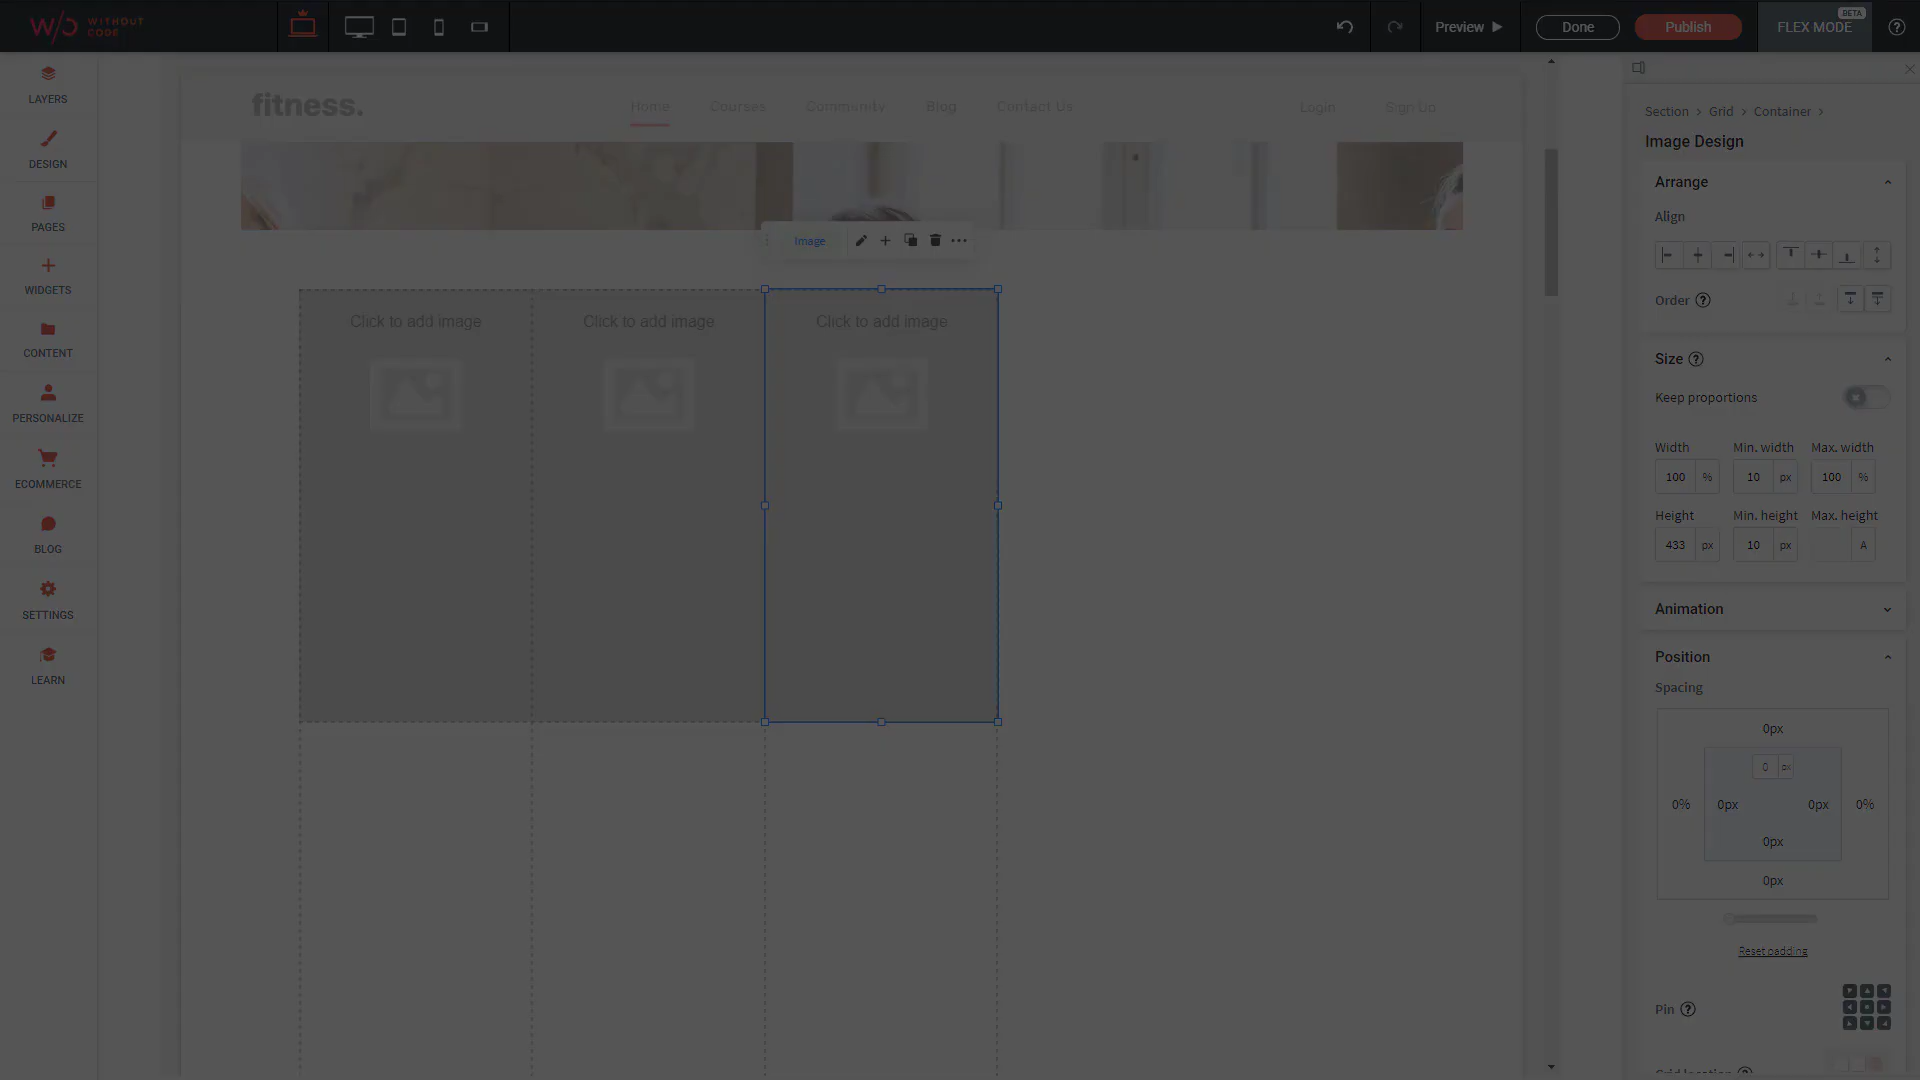 WITHOUT
CODE
Preview
Done
Publish
FLEX MODE
BETA
?
LAYERS
DESIGN
PAGES
WIDGETS
CONTENT
PERSONALIZE
ECOMMERCE
BLOG
SETTINGS
LEARN
fitness.
Home
Courses
Community
Blog
Contact Us
Login
Sign Up
Image
Click to add image
Click to add image
Click to add image
Section > Grid > Container >
Image Design
Arrange
Align
Order ?
Size ?
Keep proportions
Width Min. width Max. width
100 % 10 px 100 %
Height Min. height Max. height
433 px 10 px A
Animation
Position
Spacing
0px
0 px
0% 0px 0px 0%
0px
0px
Reset padding
Pin ?
Grid location ?